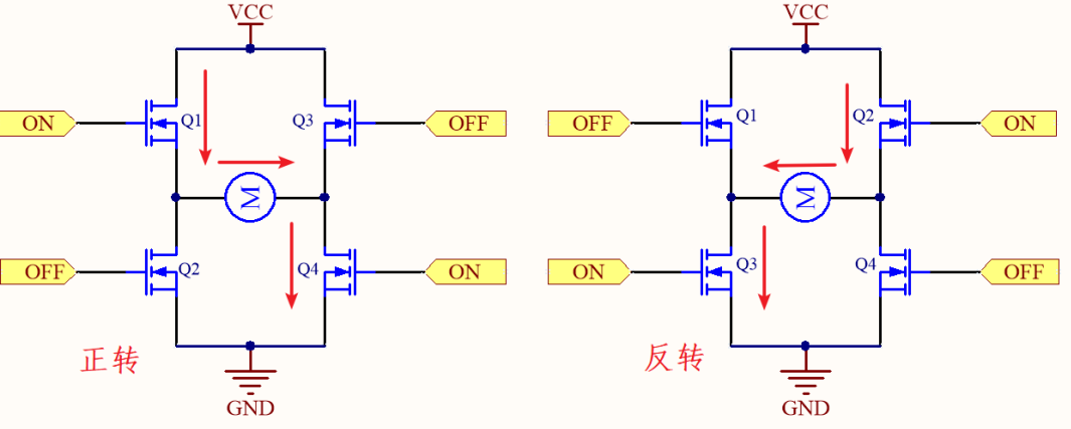 VCC
ON
Q1
Q3
OFF
M
OFF
Q2
Q4
ON
正转
GND
VCC
OFF
Q1
Q2
ON
M
ON
Q3
Q4
OFF
反转
GND